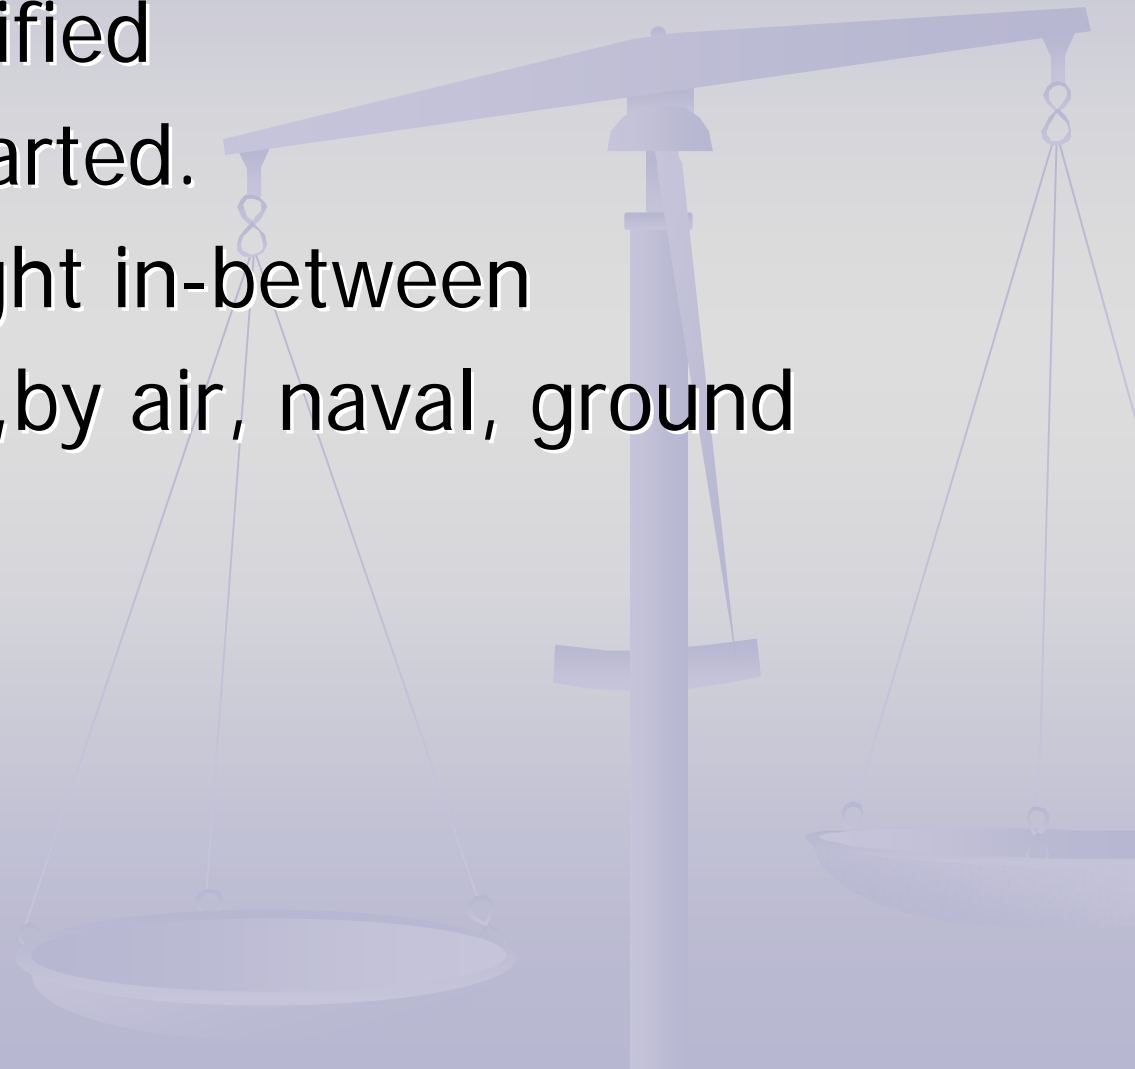 ified
arted.
ght in-between
,by air, naval, ground